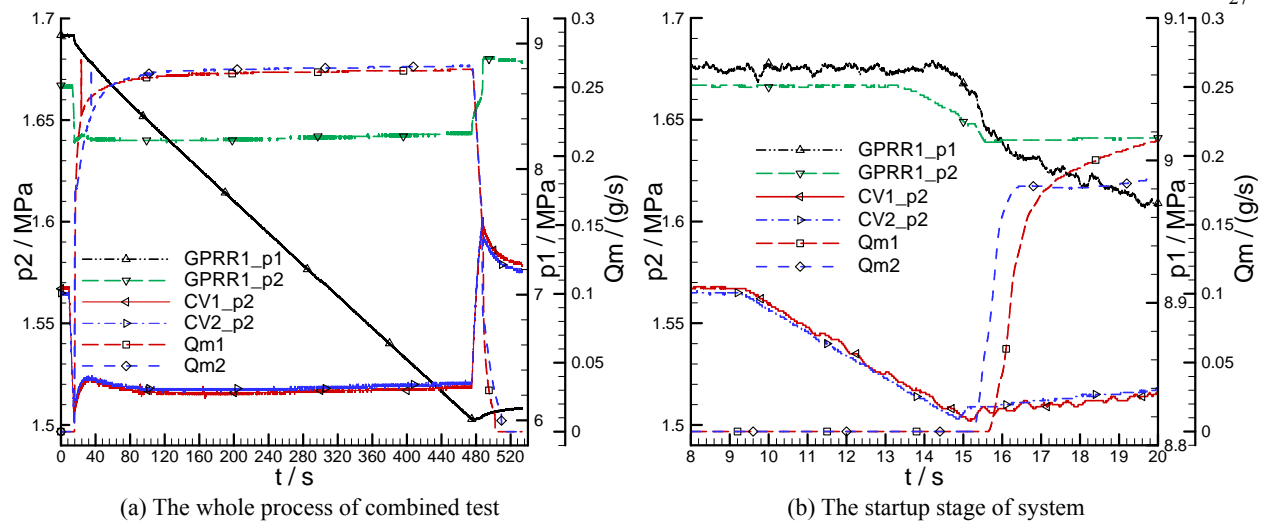 27
1.7
1.65
1.6
1.55
1.5
p2 / MPa
0 40 80 120 160 200 240 280 320 360 400 440 480 520
t / s
9
8
7
6
p1 / MPa
0.3
0.25
0.2
0.15
0.1
0.05
0
Qm / (g/s)
GPRR1_p1
GPRR1_p2
CV1_p2
CV2_p2
Qm1
Qm2
(a) The whole process of combined test
1.7
1.65
1.6
1.55
1.5
p2 / MPa
8 9 10 11 12 13 14 15 16 17 18 19 20
t / s
9.1
9
8.9
8.8
p1 / MPa
0.3
0.25
0.2
0.15
0.1
0.05
0
Qm / (g/s)
GPRR1_p1
GPRR1_p2
CV1_p2
CV2_p2
Qm1
Qm2
(b) The startup stage of system